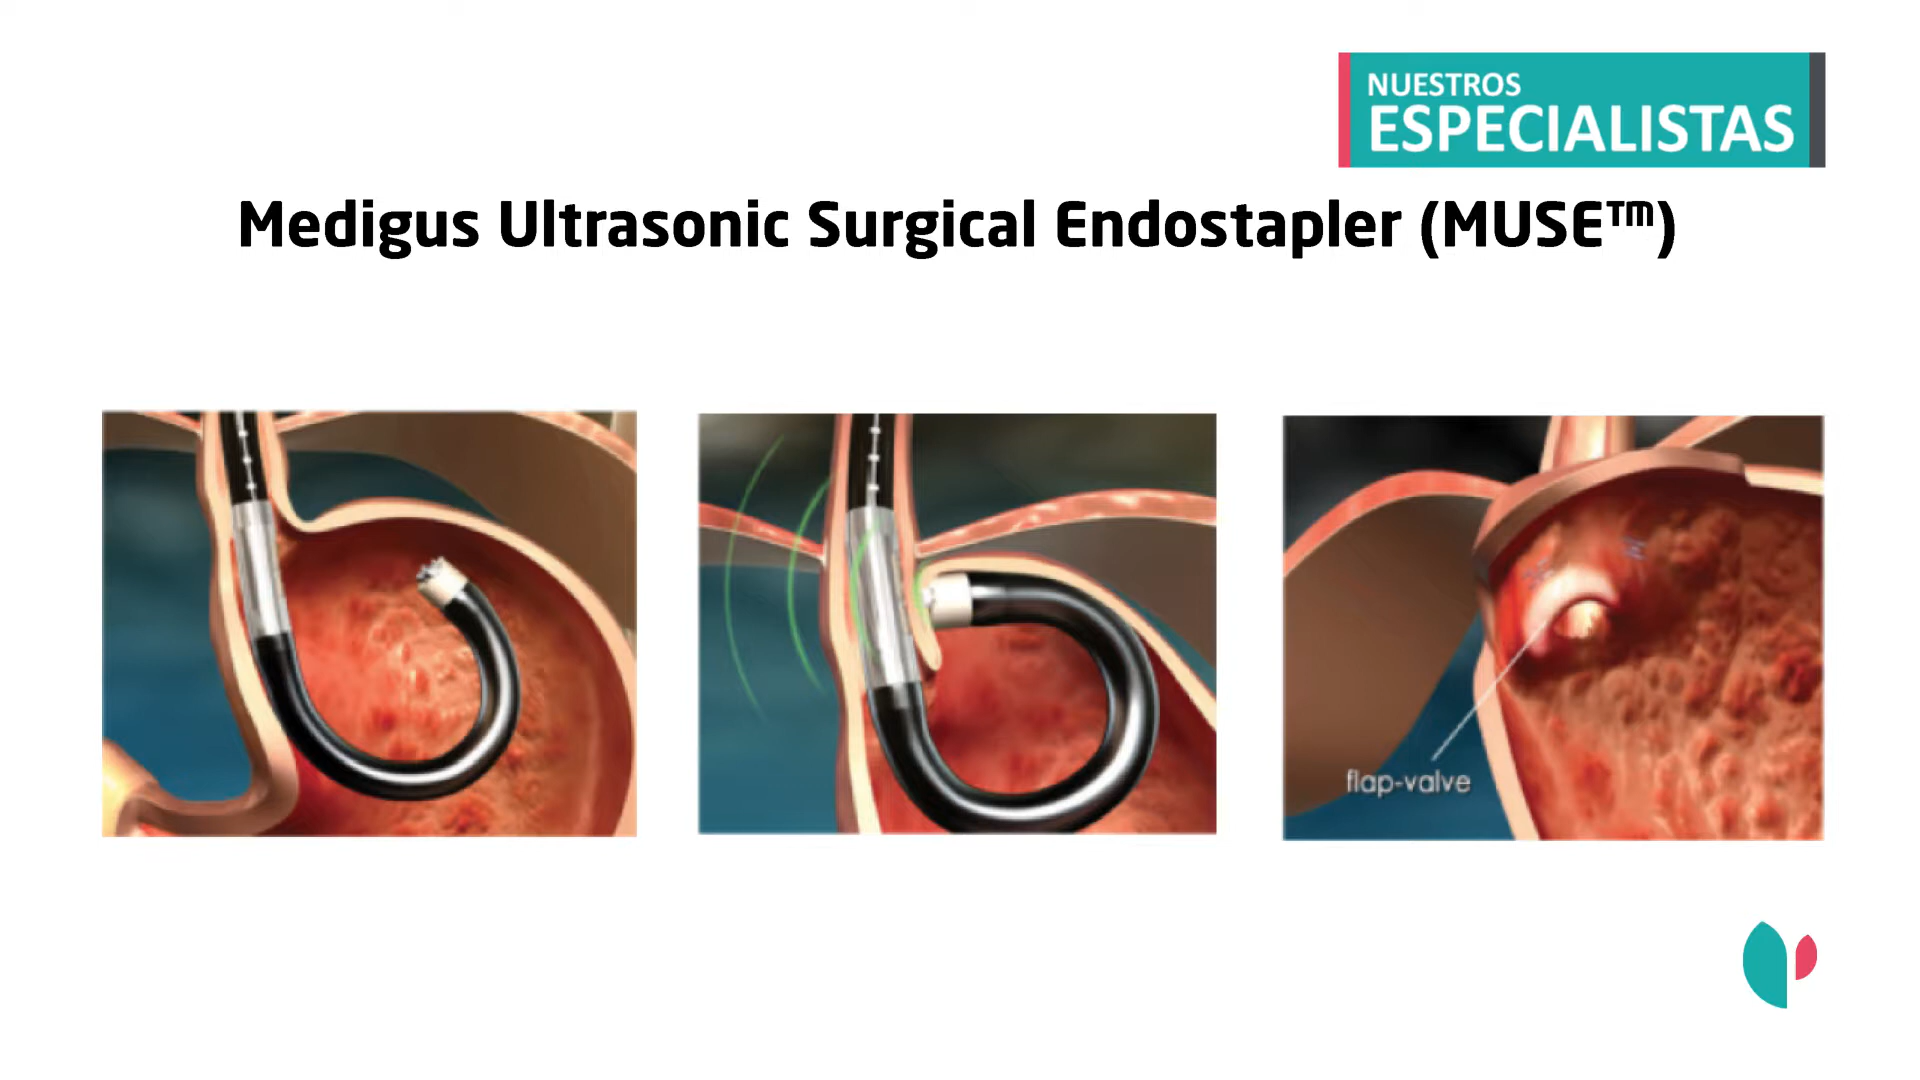 NUESTROS
ESPECIALISTAS
Medigus Ultrasonic Surgical Endostapler (MUSE™)
flap-valve